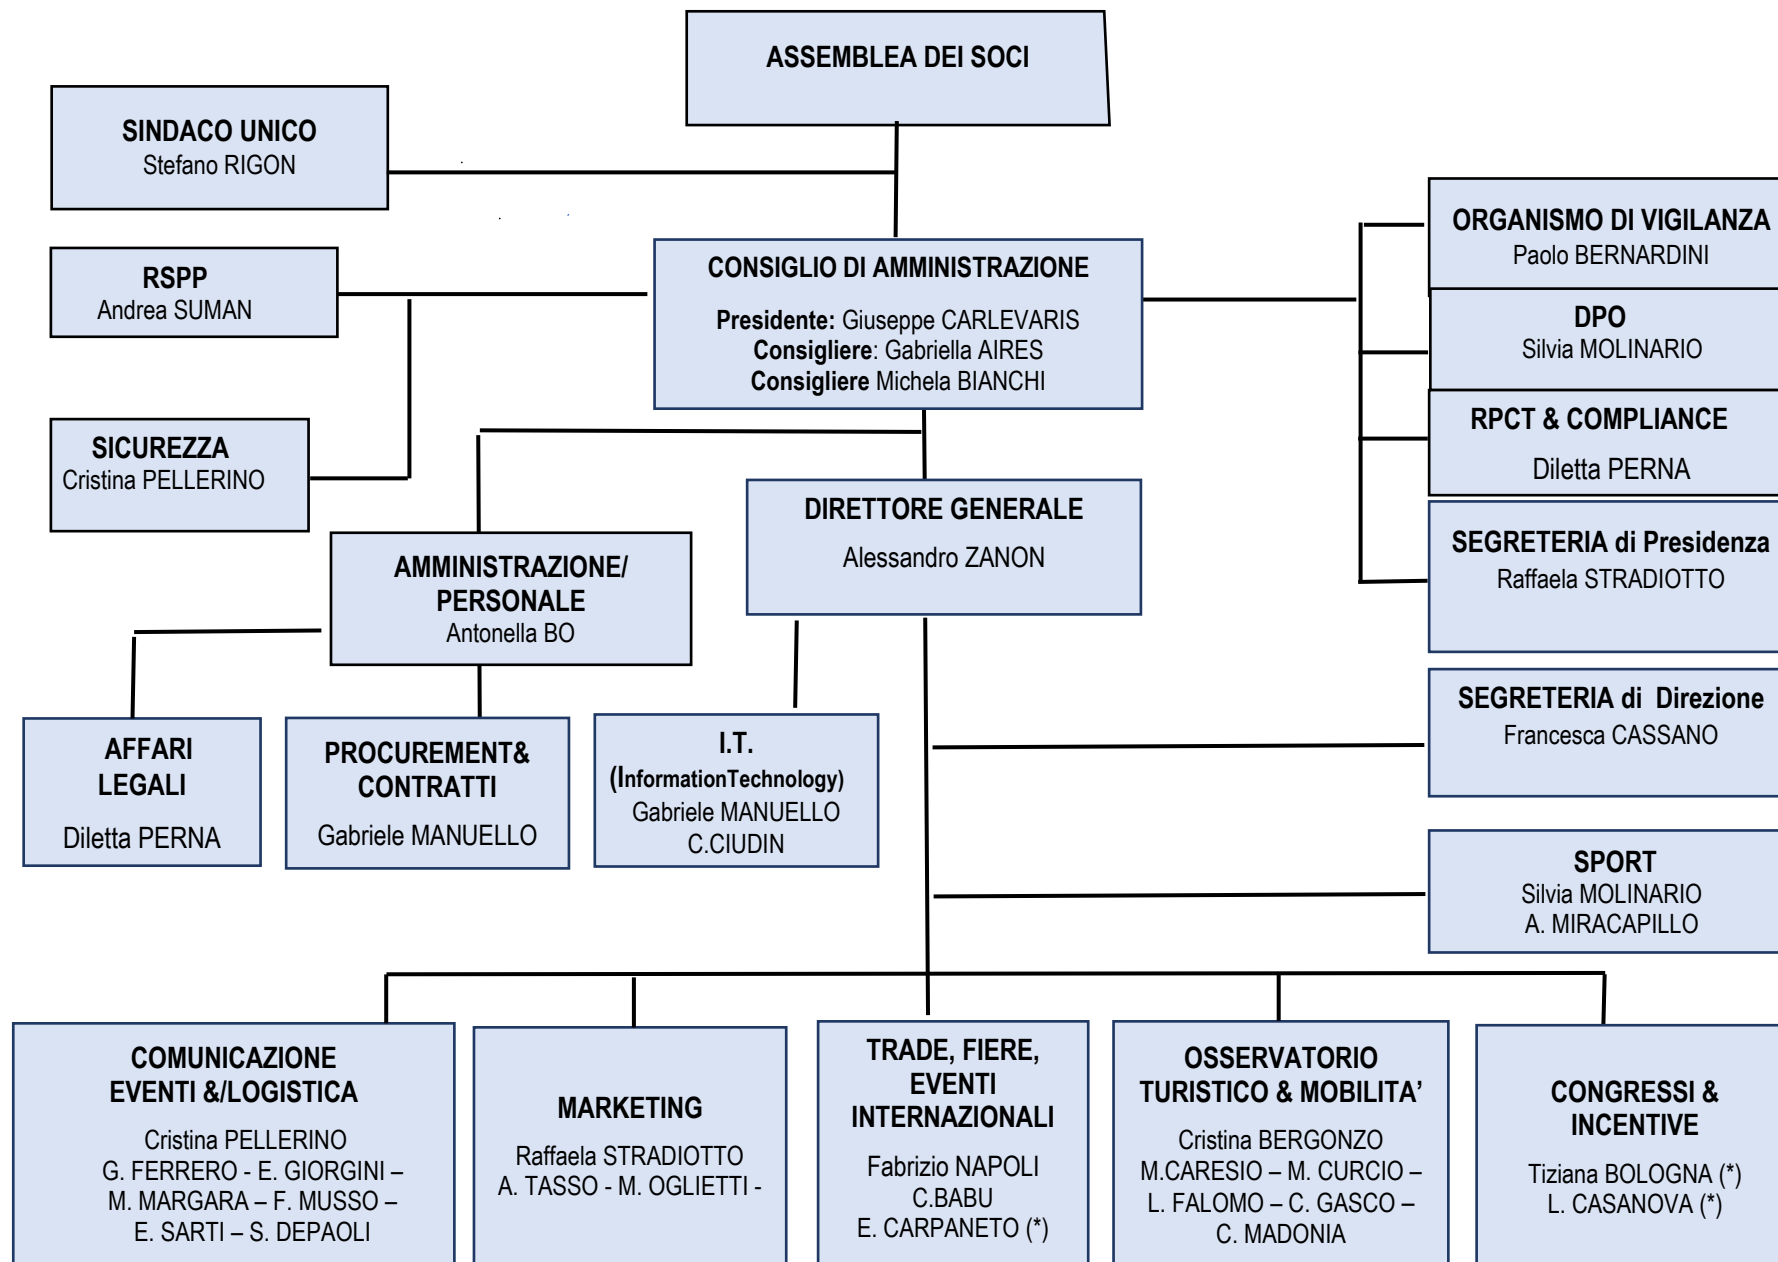 ASSEMBLEA DEI SOCI
SINDACO UNICO
Stefano RIGON
ORGANISMO DI VIGILANZA
Paolo BERNARDINI
RSPP
Andrea SUMAN
CONSIGLIO DI AMMINISTRAZIONE
Presidente: Giuseppe CARLEVARIS
Consigliere: Gabriella AIRES
Consigliere Michela BIANCHI
DPO
Silvia MOLINARIO
RPCT & COMPLIANCE
Diletta PERNA
SICUREZZA
Cristina PELLERINO
DIRETTORE GENERALE
Alessandro ZANON
SEGRETERIA di Presidenza
Raffaela STRADIOTTO
AMMINISTRAZIONE/
PERSONALE
Antonella BO
SEGRETERIA di  Direzione
Francesca CASSANO
AFFARI
LEGALI
Diletta PERNA
PROCUREMENT&
CONTRATTI
Gabriele MANUELLO
I.T.
(InformationTechnology)
Gabriele MANUELLO
C.CIUDIN
SPORT
Silvia MOLINARIO
A. MIRACAPILLO
COMUNICAZIONE
EVENTI &/LOGISTICA
Cristina PELLERINO
G. FERRERO - E. GIORGINI –
M. MARGARA – F. MUSSO –
E. SARTI – S. DEPAOLI
MARKETING
Raffaela STRADIOTTO
A. TASSO - M. OGLIETTI -
TRADE, FIERE,
EVENTI
INTERNAZIONALI
Fabrizio NAPOLI
C.BABU
E. CARPANETO (*)
OSSERVATORIO
TURISTICO & MOBILITA’
Cristina BERGONZO
M.CARESIO – M. CURCIO –
L. FALOMO – C. GASCO –
C. MADONIA
CONGRESSI &
INCENTIVE
Tiziana BOLOGNA (*)
L. CASANOVA (*)